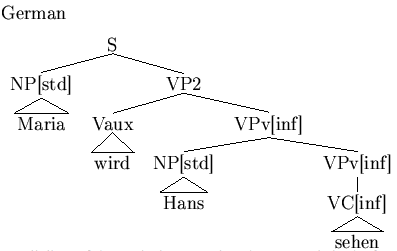 German
S
NP[std] VP2
Maria Vaux VPv[inf]
wird NP[std] VPv[inf]
Hans VC[inf]
sehen